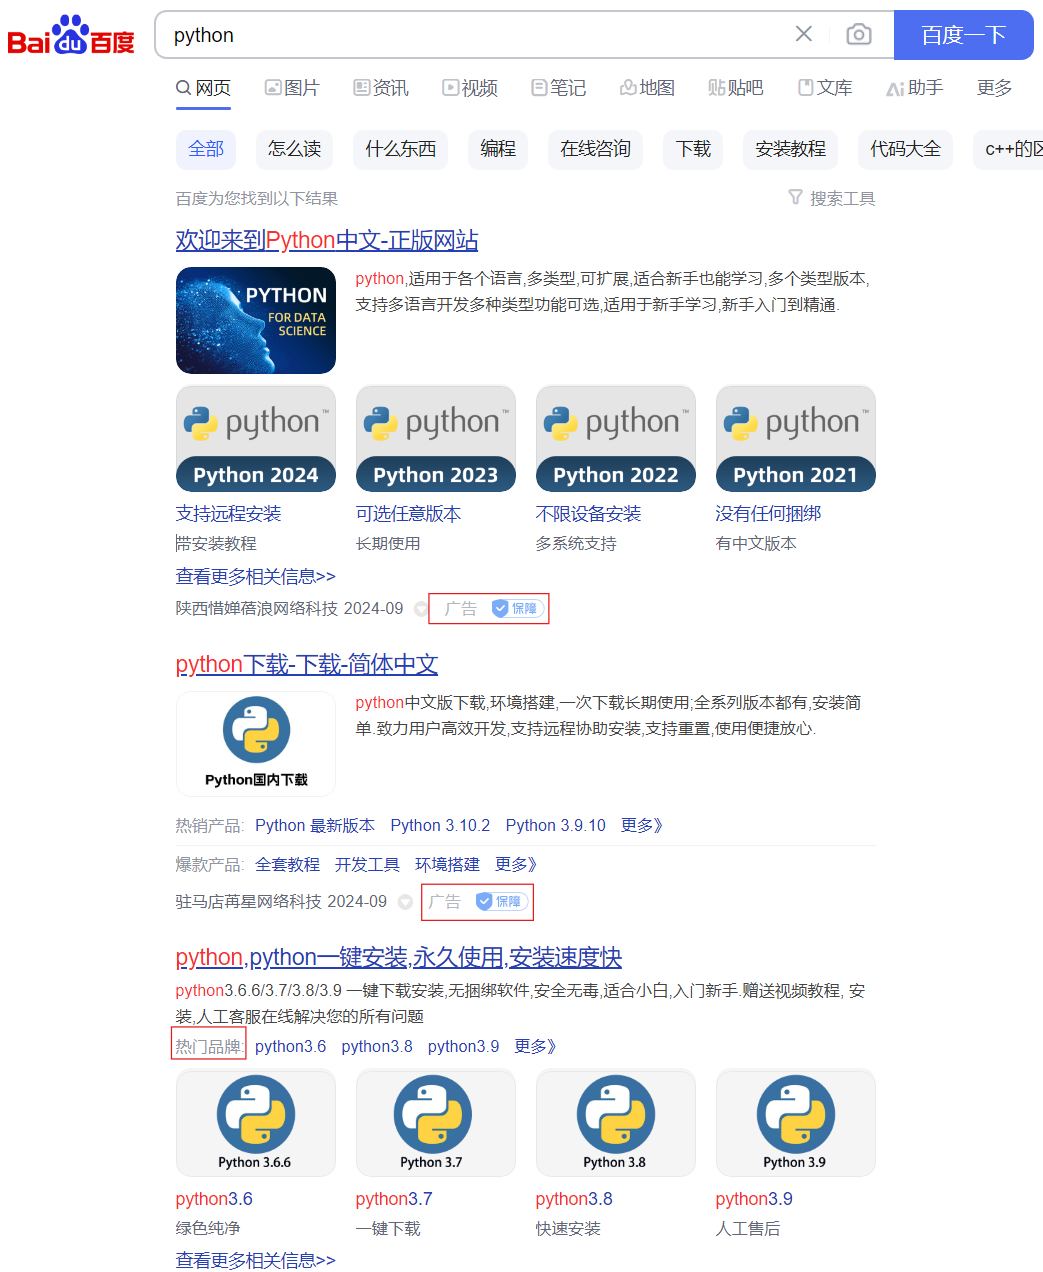 Bai du 百度
python
百度一下
网页 图片 资讯 视频 笔记 地图 贴吧 文库 助手 更多
全部 怎么读 什么东西 编程 在线咨询 下载 安装教程 代码大全 c++的区
百度为您找到以下结果 搜索工具
欢迎来到Python中文-正版网站
PYTHON
FOR DATA
SCIENCE
python,适用于各个语言,多类型,可扩展,适合新手也能学习,多个类型版本,
支持多语言开发多种类型功能可选,适用于新手学习,新手入门到精通.
python™ python™ python™ python™
Python 2024 Python 2023 Python 2022 Python 2021
支持远程安装 可选任意版本 不限设备安装 没有任何捆绑
带安装教程 长期使用 多系统支持 有中文版本
查看更多相关信息>>
陕西惜婵蓓浪网络科技 2024-09 广告 保障
python下载-下载-简体中文
Python国内下载
python中文版下载,环境搭建,一次下载长期使用;全系列版本都有,安装简
单.致力用户高效开发,支持远程协助安装,支持重置,使用便捷放心.
热销产品: Python 最新版本 Python 3.10.2 Python 3.9.10 更多》
爆款产品: 全套教程 开发工具 环境搭建 更多》
驻马店苒星网络科技 2024-09 广告 保障
python,python一键安装,永久使用,安装速度快
python3.6.6/3.7/3.8/3.9 一键下载安装,无捆绑软件,安全无毒,适合小白,入门新手.赠送视频教程, 安
装,人工客服在线解决您的所有问题
热门品牌: python3.6 python3.8 python3.9 更多》
Python 3.6.6 Python 3.7 Python 3.8 Python 3.9
python3.6 python3.7 python3.8 python3.9
绿色纯净 一键下载 快速安装 人工售后
查看更多相关信息>>